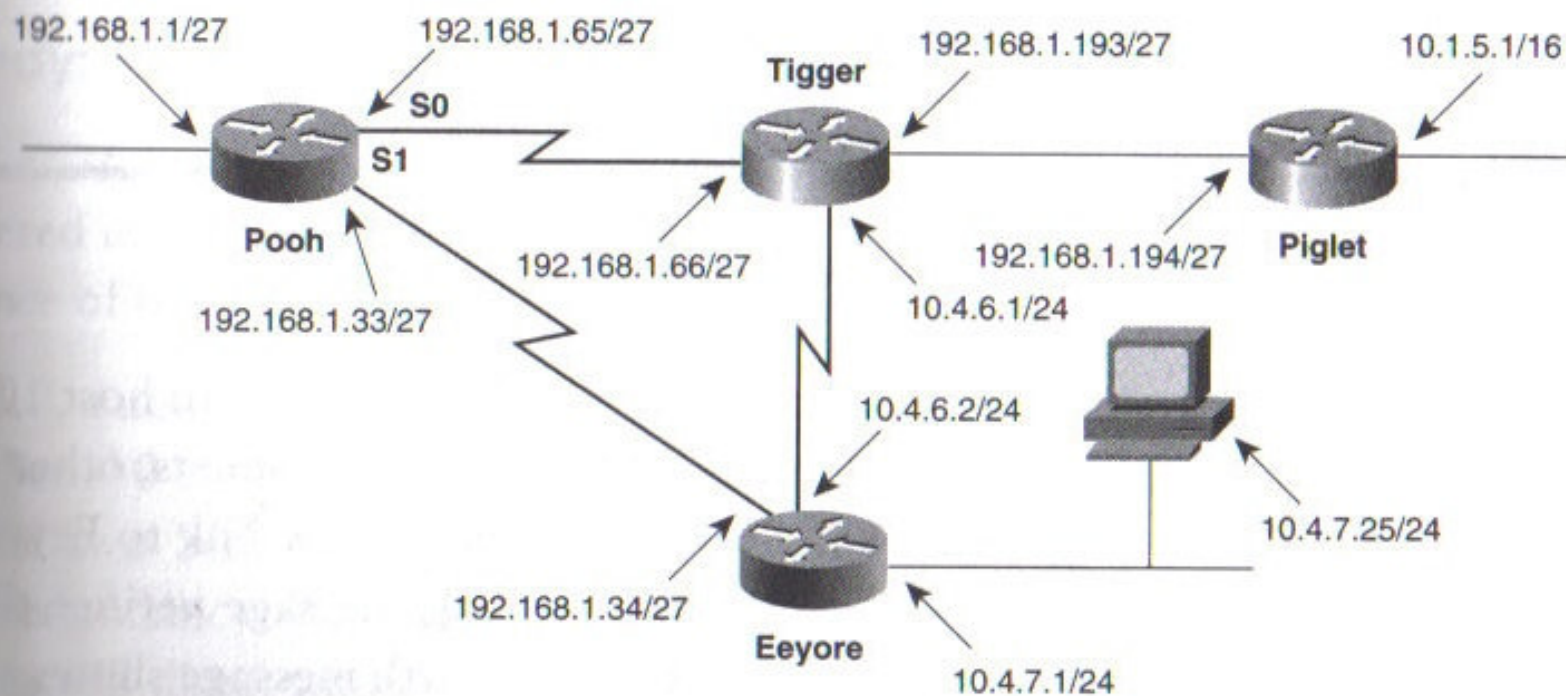 192.168.1.1/27
192.168.1.65/27
192.168.1.193/27
10.1.5.1/16
Tigger
S0
S1
Pooh
192.168.1.66/27
192.168.1.194/27
Piglet
192.168.1.33/27
10.4.6.1/24
10.4.6.2/24
10.4.7.25/24
192.168.1.34/27
Eeyore
10.4.7.1/24